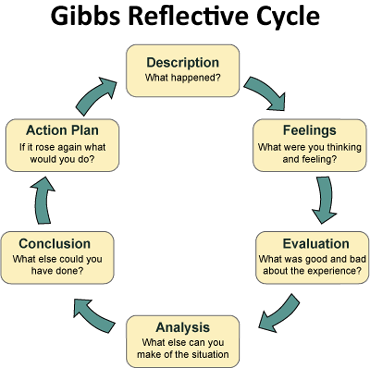 Gibbs Reflective Cycle
Description
What happened?
Feelings
What were you thinking
and feeling?
Evaluation
What was good and bad
about the experience?
Analysis
What else can you
make of the situation
Conclusion
What else could you
have done?
Action Plan
If it rose again what
would you do?